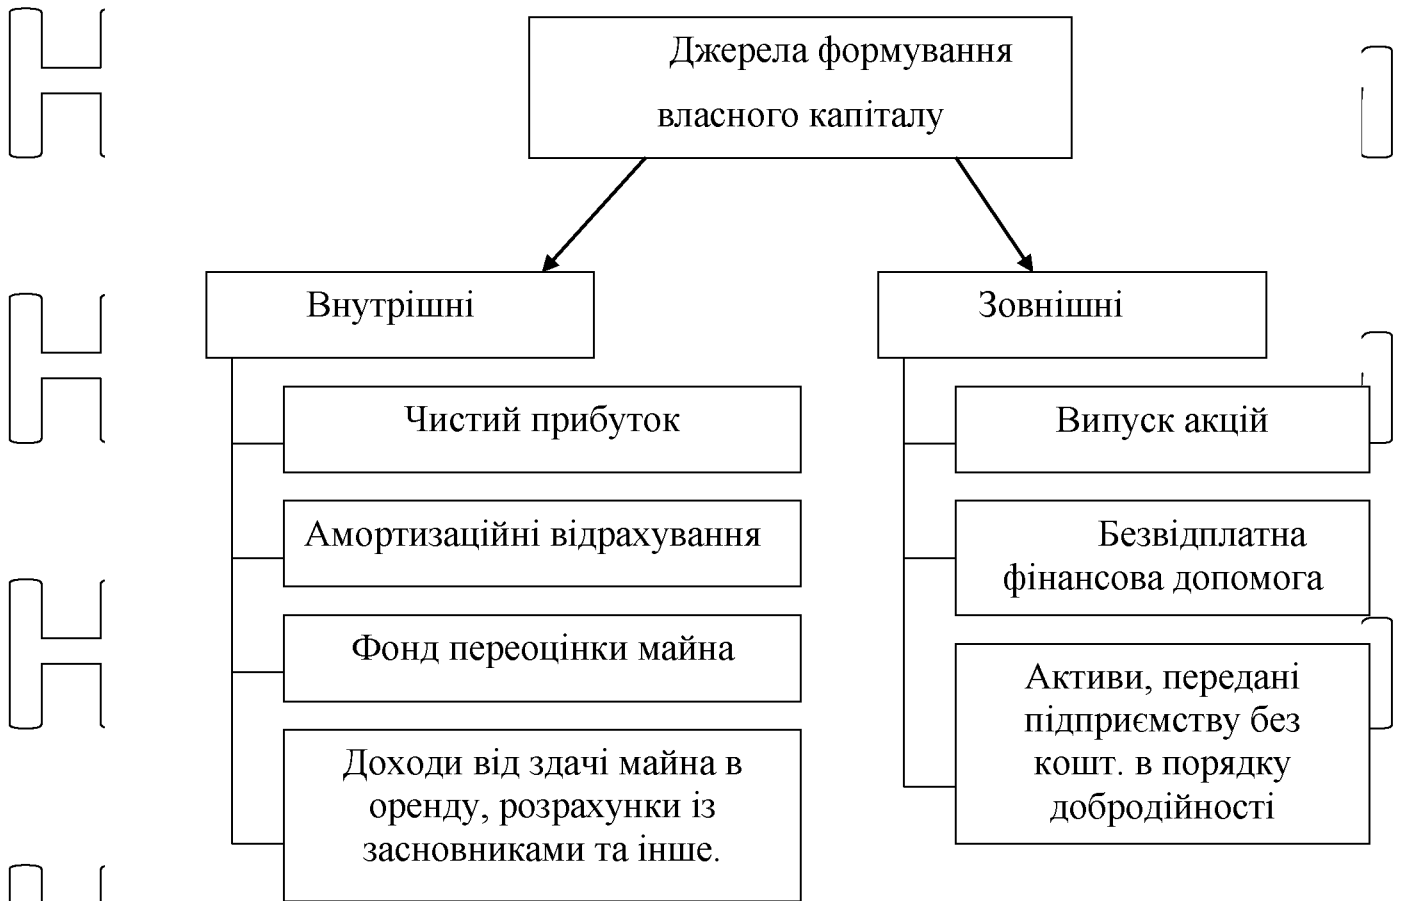 Джерела формування
власного капіталу
Внутрішні
Зовнішні
Чистий прибуток
Випуск акцій
Амортизаційні відрахування
Безвідплатна
фінансова допомога
Фонд переоцінки майна
Активи, передані
підприємству без
кошт. в порядку
добродійності
Доходи від здачі майна в
оренду, розрахунки із
засновниками та інше.